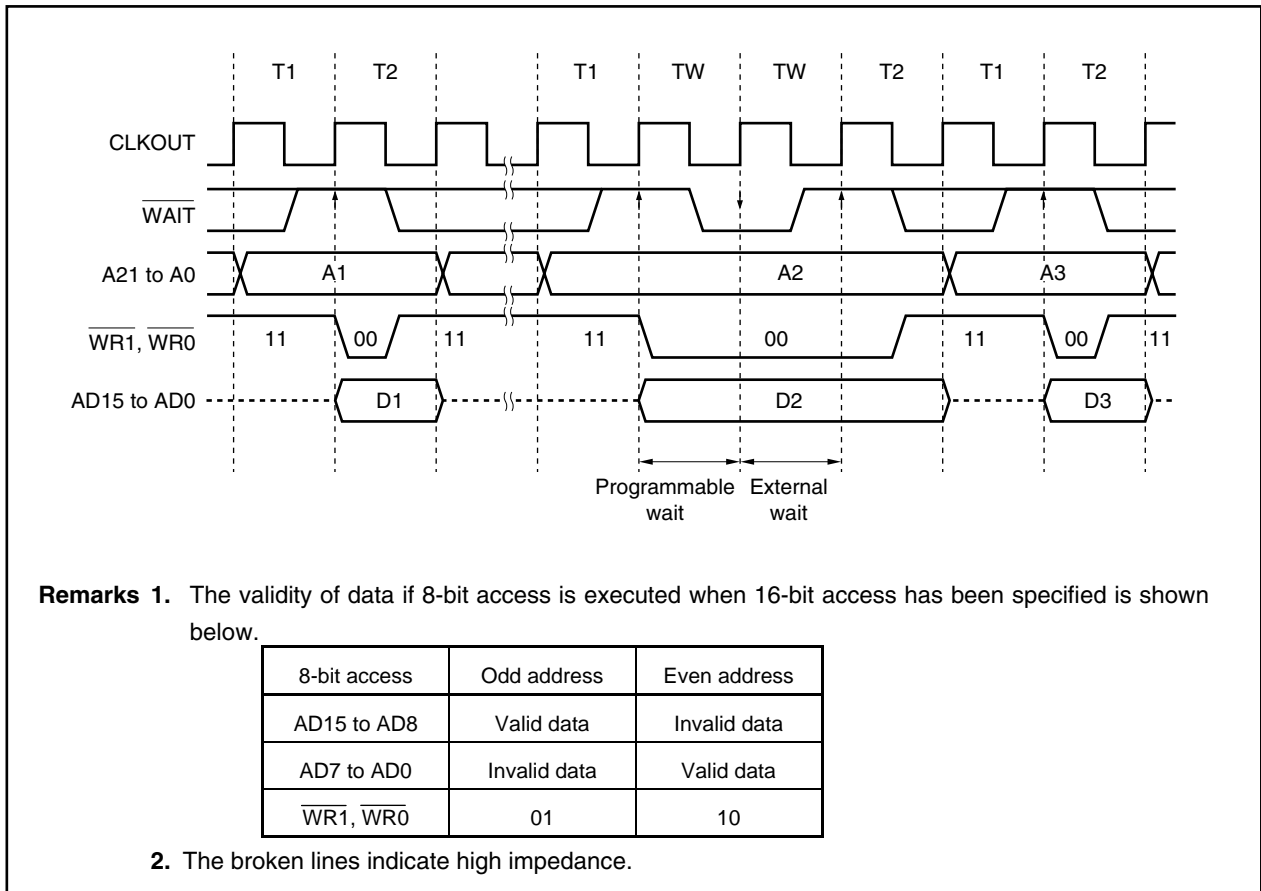 T1 T2 T1 TW TW T2 T1 T2
CLKOUT
WAIT
A21 to A0 A1 A2 A3
WR1, WR0 11 00 11 11 00 11 00 11
AD15 to AD0 D1 D2 D3
Programmable External
wait wait
Remarks 1. The validity of data if 8-bit access is executed when 16-bit access has been specified is shown
below.
8-bit access Odd address Even address
AD15 to AD8 Valid data Invalid data
AD7 to AD0 Invalid data Valid data
WR1, WR0 01 10
2. The broken lines indicate high impedance.